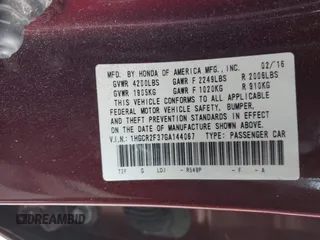 MFD. BY HONDA OF AMERICA MFG., INC. 02/16
GVWR 4200LBS GAWR F 2249LBS R 2006LBS
GVWR 1905KG GAWR F 1020KG R 910KG
THIS VEHICLE CONFORMS TO ALL APPLICABLE
FEDERAL MOTOR VEHICLE SAFETY, BUMPER,
AND THEFT PREVENTION STANDARDS IN EFFECT
ON THE DATE OF MANUFACTURE SHOWN ABOVE.
V.I.N.: 1HGCR2F37GA144067 TYPE: PASSENGER CAR
F A
DREAMBID